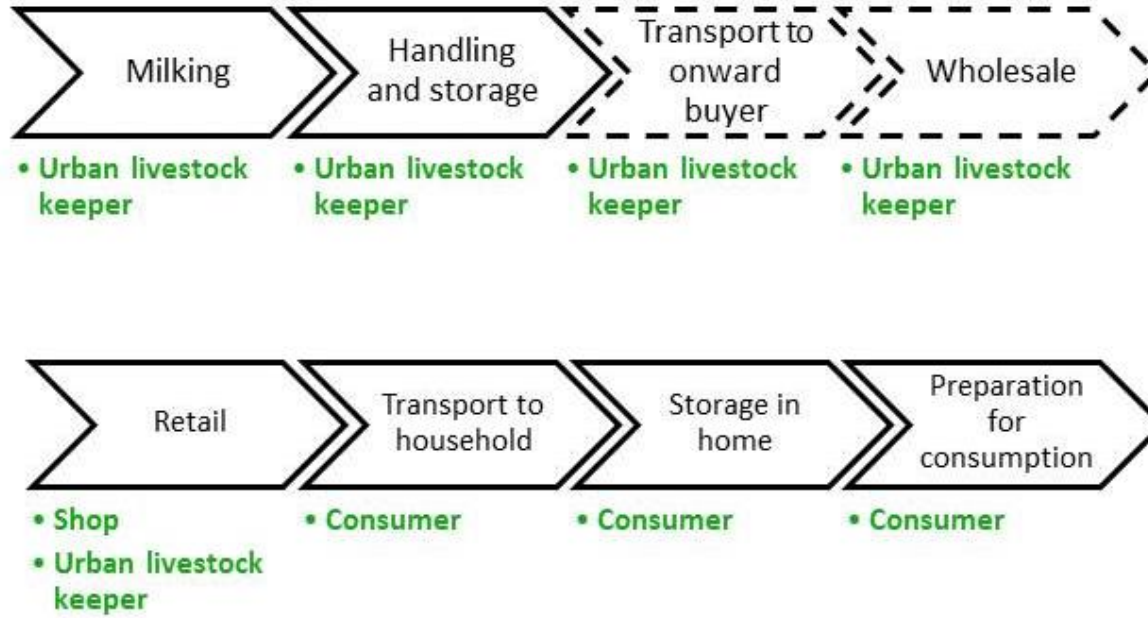 Milking
Handling
and storage
Transport to
onward
buyer
Wholesale
• Urban livestock
keeper
• Urban livestock
keeper
• Urban livestock
keeper
• Urban livestock
keeper
Retail
Transport to
household
Storage in
home
Preparation
for
consumption
• Shop
• Urban livestock
keeper
• Consumer
• Consumer
• Consumer